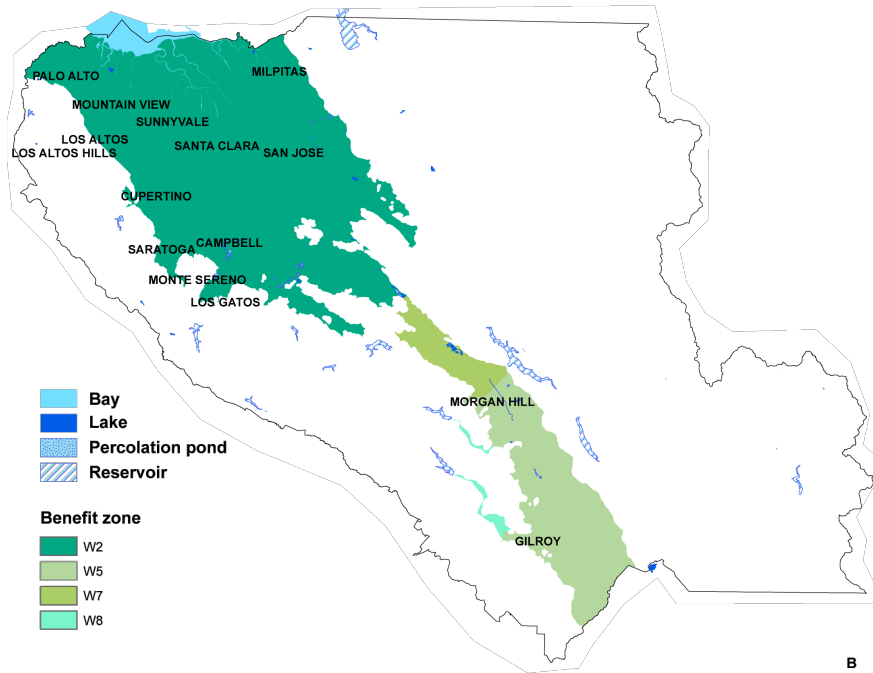 PALO ALTO
MILPITAS
MOUNTAIN VIEW
SUNNYVALE
LOS ALTOS
SANTA CLARA
LOS ALTOS HILLS
SAN JOSE
CUPERTINO
SARATOGA
CAMPBELL
MONTE SERENO
LOS GATOS
MORGAN HILL
GILROY
Bay
Lake
Percolation pond
Reservoir
Benefit zone
W2
W5
W7
W8
B